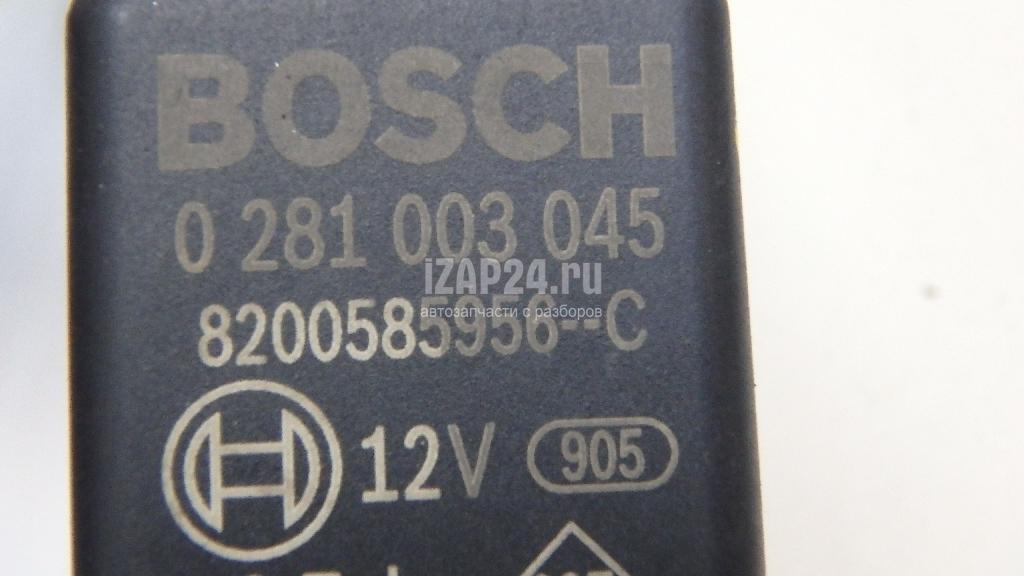 BOSCH
0 281 003 045
iZAP24.ru
автозапчасти с разборов
8200585956--C
12V 905